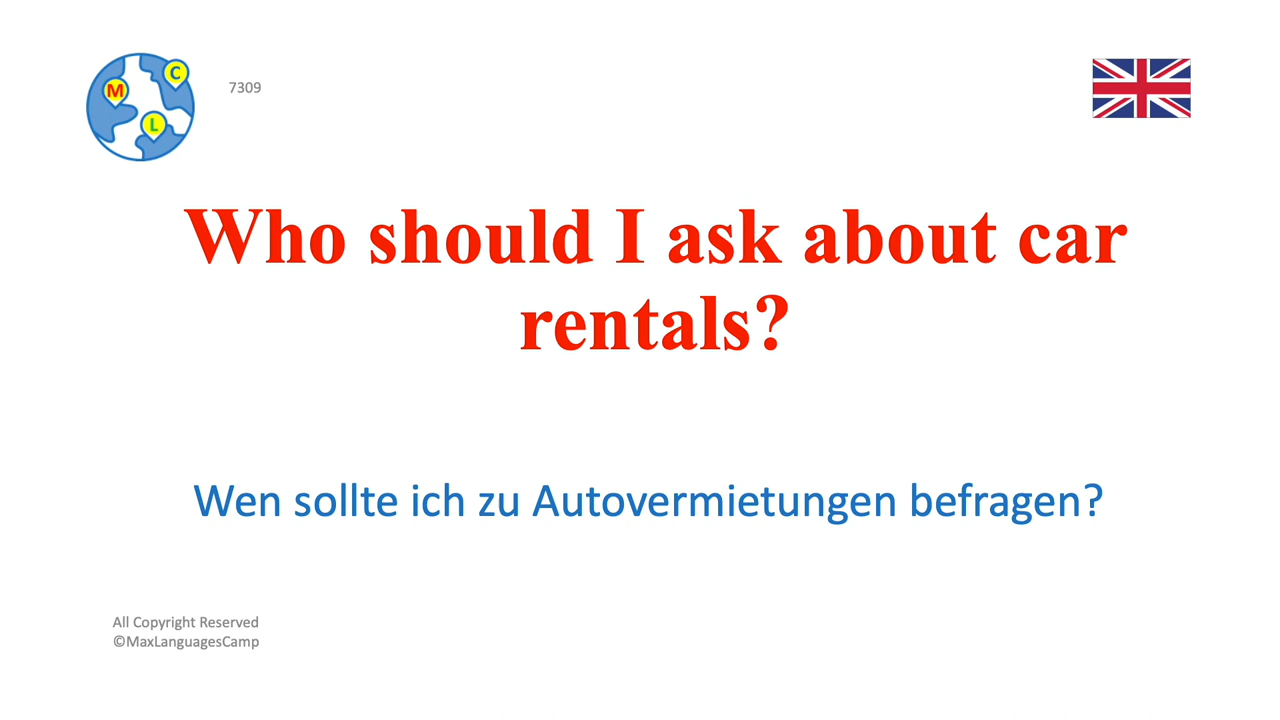 M
C
L
7309
Who should I ask about car
rentals?
Wen sollte ich zu Autovermietungen befragen?
All Copyright Reserved
©MaxLanguagesCamp